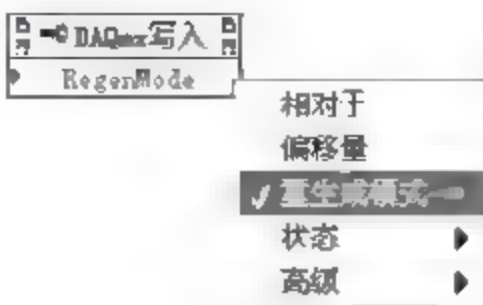 DAQmx写入
RegenMode
相对于
偏移量
重生成模式
状态
高级